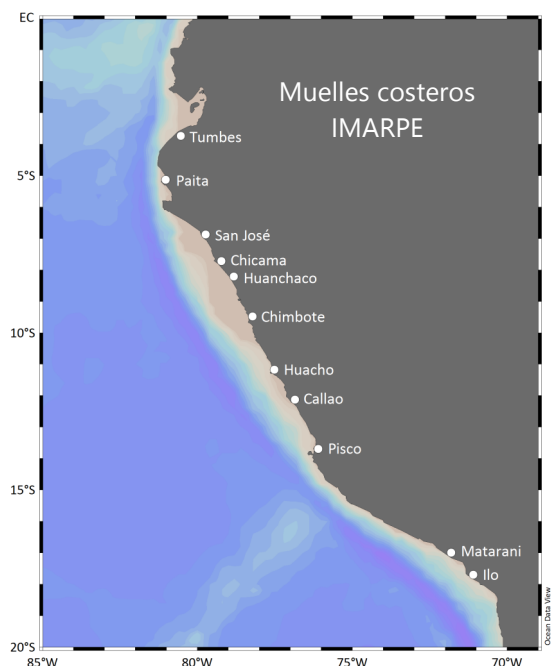 EC
Muelles costeros
IMARPE
Tumbes
5°S
Paita
San José
Chicama
Huanchaco
Chimbote
10°S
Huacho
Callao
Pisco
15°S
Matarani
Ilo
20°S
85°W
80°W
75°W
70°W
Ocean Data View